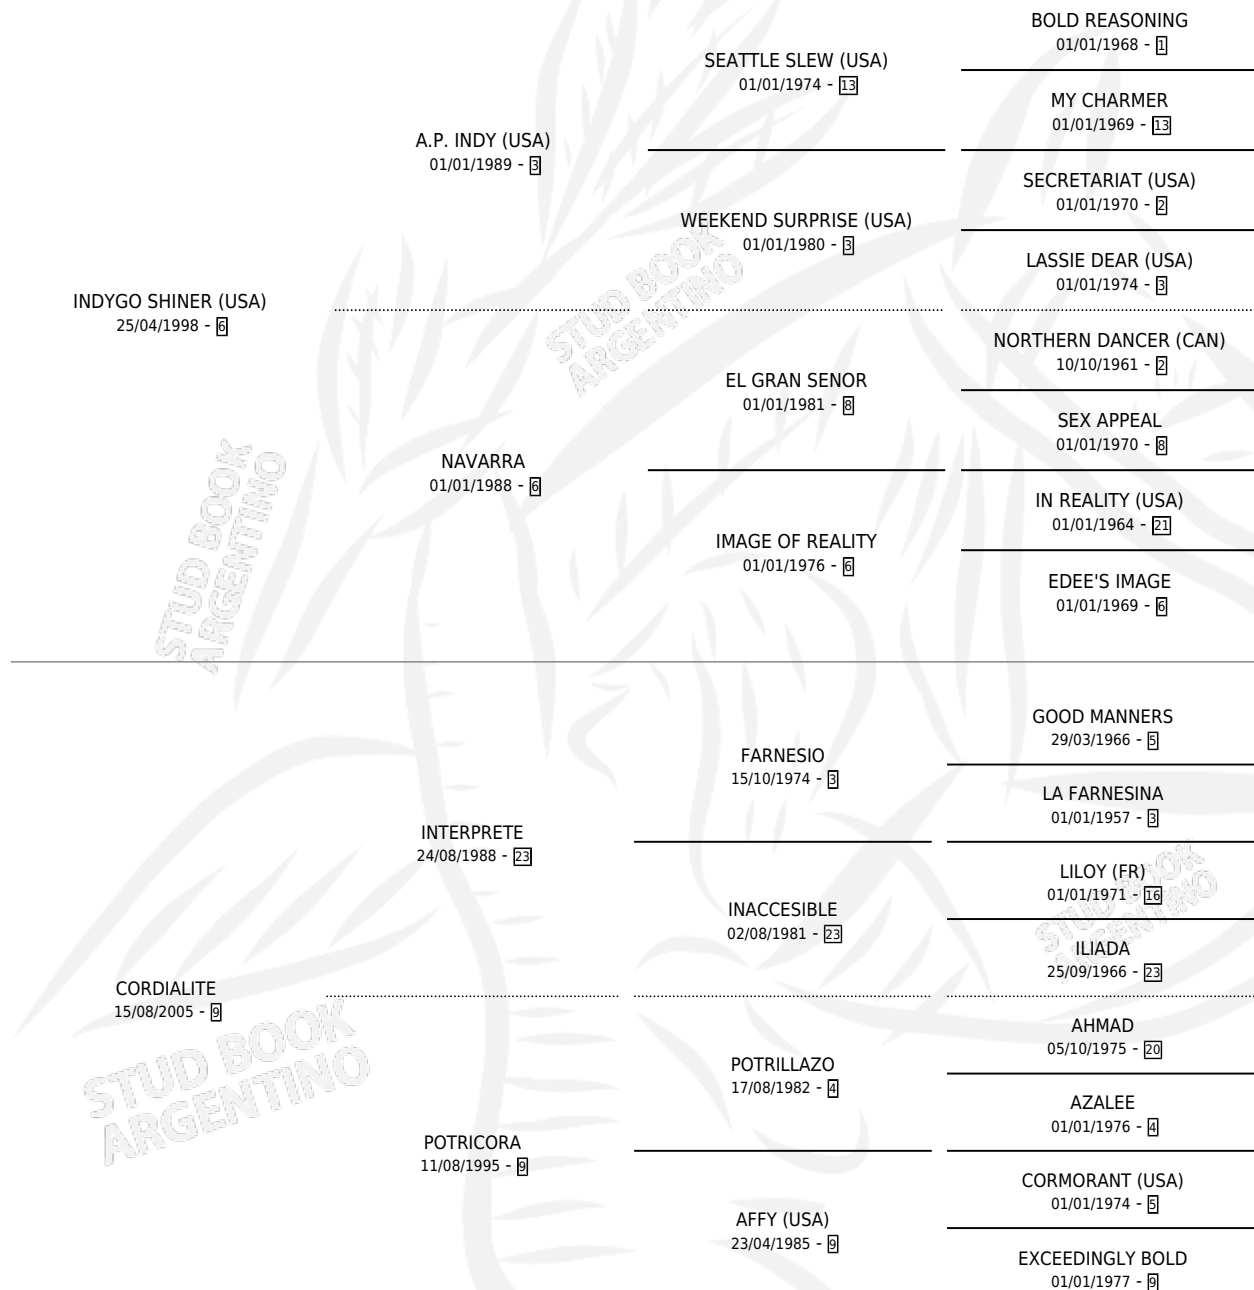 BOLD REASONING
01/01/1968 - 1
SEATTLE SLEW (USA)
01/01/1974 - 13
MY CHARMER
01/01/1969 - 13
A.P. INDY (USA)
01/01/1989 - 3
SECRETARIAT (USA)
01/01/1970 - 2
WEEKEND SURPRISE (USA)
01/01/1980 - 3
LASSIE DEAR (USA)
01/01/1974 - 3
INDYGO SHINER (USA)
25/04/1998 - 6
NORTHERN DANCER (CAN)
10/10/1961 - 2
EL GRAN SENOR
01/01/1981 - 8
SEX APPEAL
01/01/1970 - 8
NAVARRA
01/01/1988 - 6
IN REALITY (USA)
01/01/1964 - 21
IMAGE OF REALITY
01/01/1976 - 6
EDEE'S IMAGE
01/01/1969 - 6
GOOD MANNERS
29/03/1966 - 5
FARNESIO
15/10/1974 - 3
LA FARNESINA
01/01/1957 - 3
INTERPRETE
24/08/1988 - 23
LILOY (FR)
01/01/1971 - 16
INACCESIBLE
02/08/1981 - 23
ILIADA
25/09/1966 - 23
CORDIALITE
15/08/2005 - 9
AHMAD
05/10/1975 - 20
POTRILLAZO
17/08/1982 - 4
AZALEE
01/01/1976 - 4
POTRICORA
11/08/1995 - 9
CORMORANT (USA)
01/01/1974 - 5
AFFY (USA)
23/04/1985 - 9
EXCEEDINGLY BOLD
01/01/1977 - 9
STUD BOOK
ARGENTINO
STUD BOOK
ARGENTINO
STUD BOOK
ARGENTINO
STUD BOOK
ARGENTINO